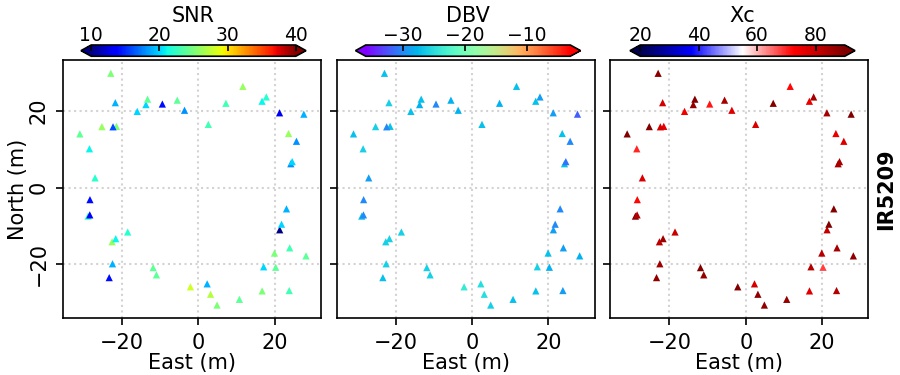 SNR
DBV
Xc
10 20 30 40
−30 −20 −10
20 40 60 80
North (m)
20
0
−20
−20 0 20
−20 0 20
−20 0 20
East (m)
East (m)
East (m)
IR5209